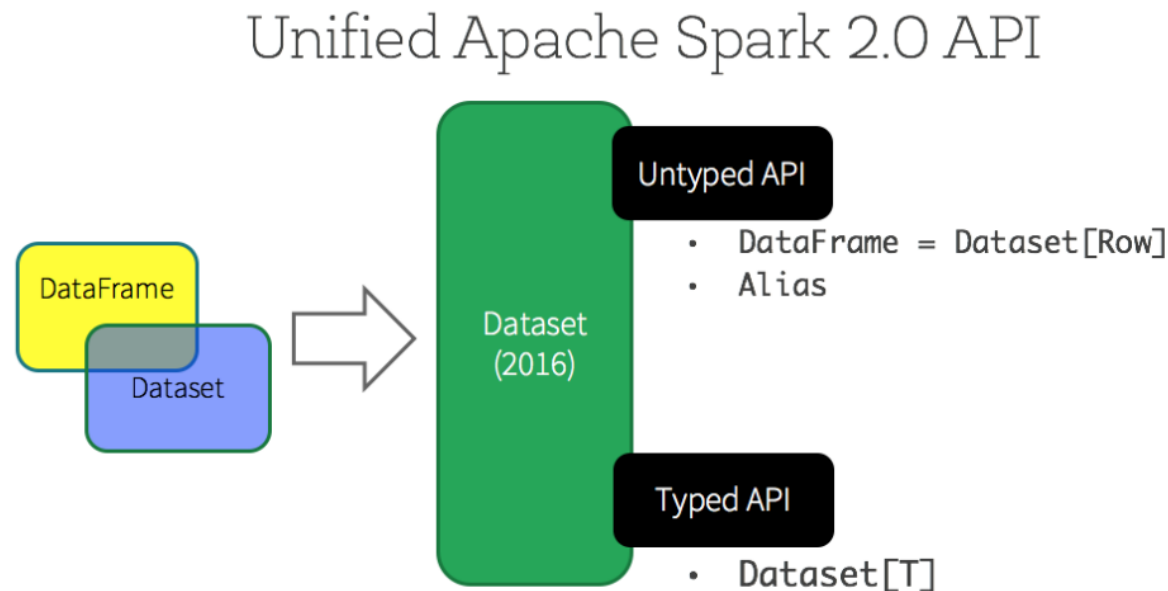 Unified Apache Spark 2.0 API
DataFrame
Dataset
Dataset
(2016)
Untyped API
• DataFrame = Dataset[Row]
• Alias
Typed API
• Dataset[T]